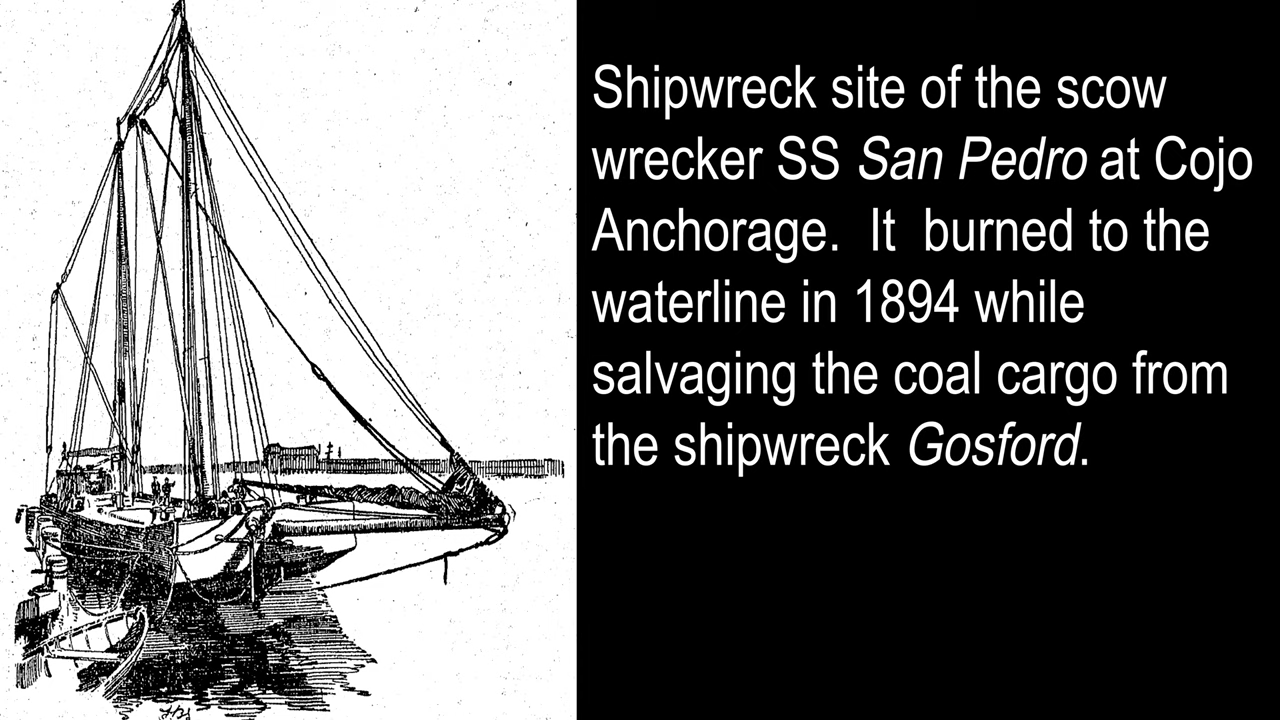 Shipwreck site of the scow
wrecker SS San Pedro at Cojo
Anchorage.  It  burned to the
waterline in 1894 while
salvaging the coal cargo from
the shipwreck Gosford.